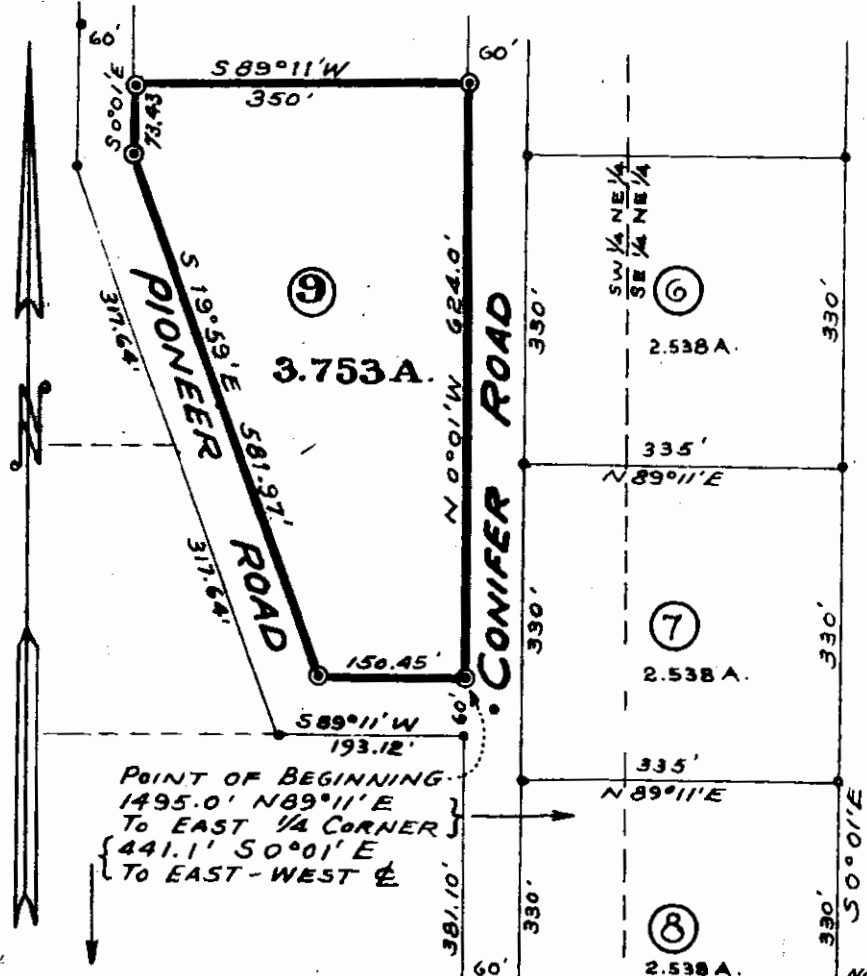 60'
60'
S 89°11'W
350'
S 0°01'E
73.43
SW ¼ NE ¼
SE ¼ NE ¼
9
3.753 A.
6
2.538 A.
330'
330'
S 19°59'E 581.97'
PIONEER ROAD
317.64'
N 0°01'W 624.0'
CONIFER ROAD
N
335'
N 89°11'E
317.64'
330'
330'
7
2.538 A.
150.45'
60'
S 89°11' W
193.12'
335'
N 89°11'E
POINT OF BEGINNING
1495.0' N89°11'E
TO EAST ¼ CORNER
441.1' S 0°01' E
TO EAST-WEST ℄
S 0°01'E
381.10'
330'
330'
8
2.538 A.
60'